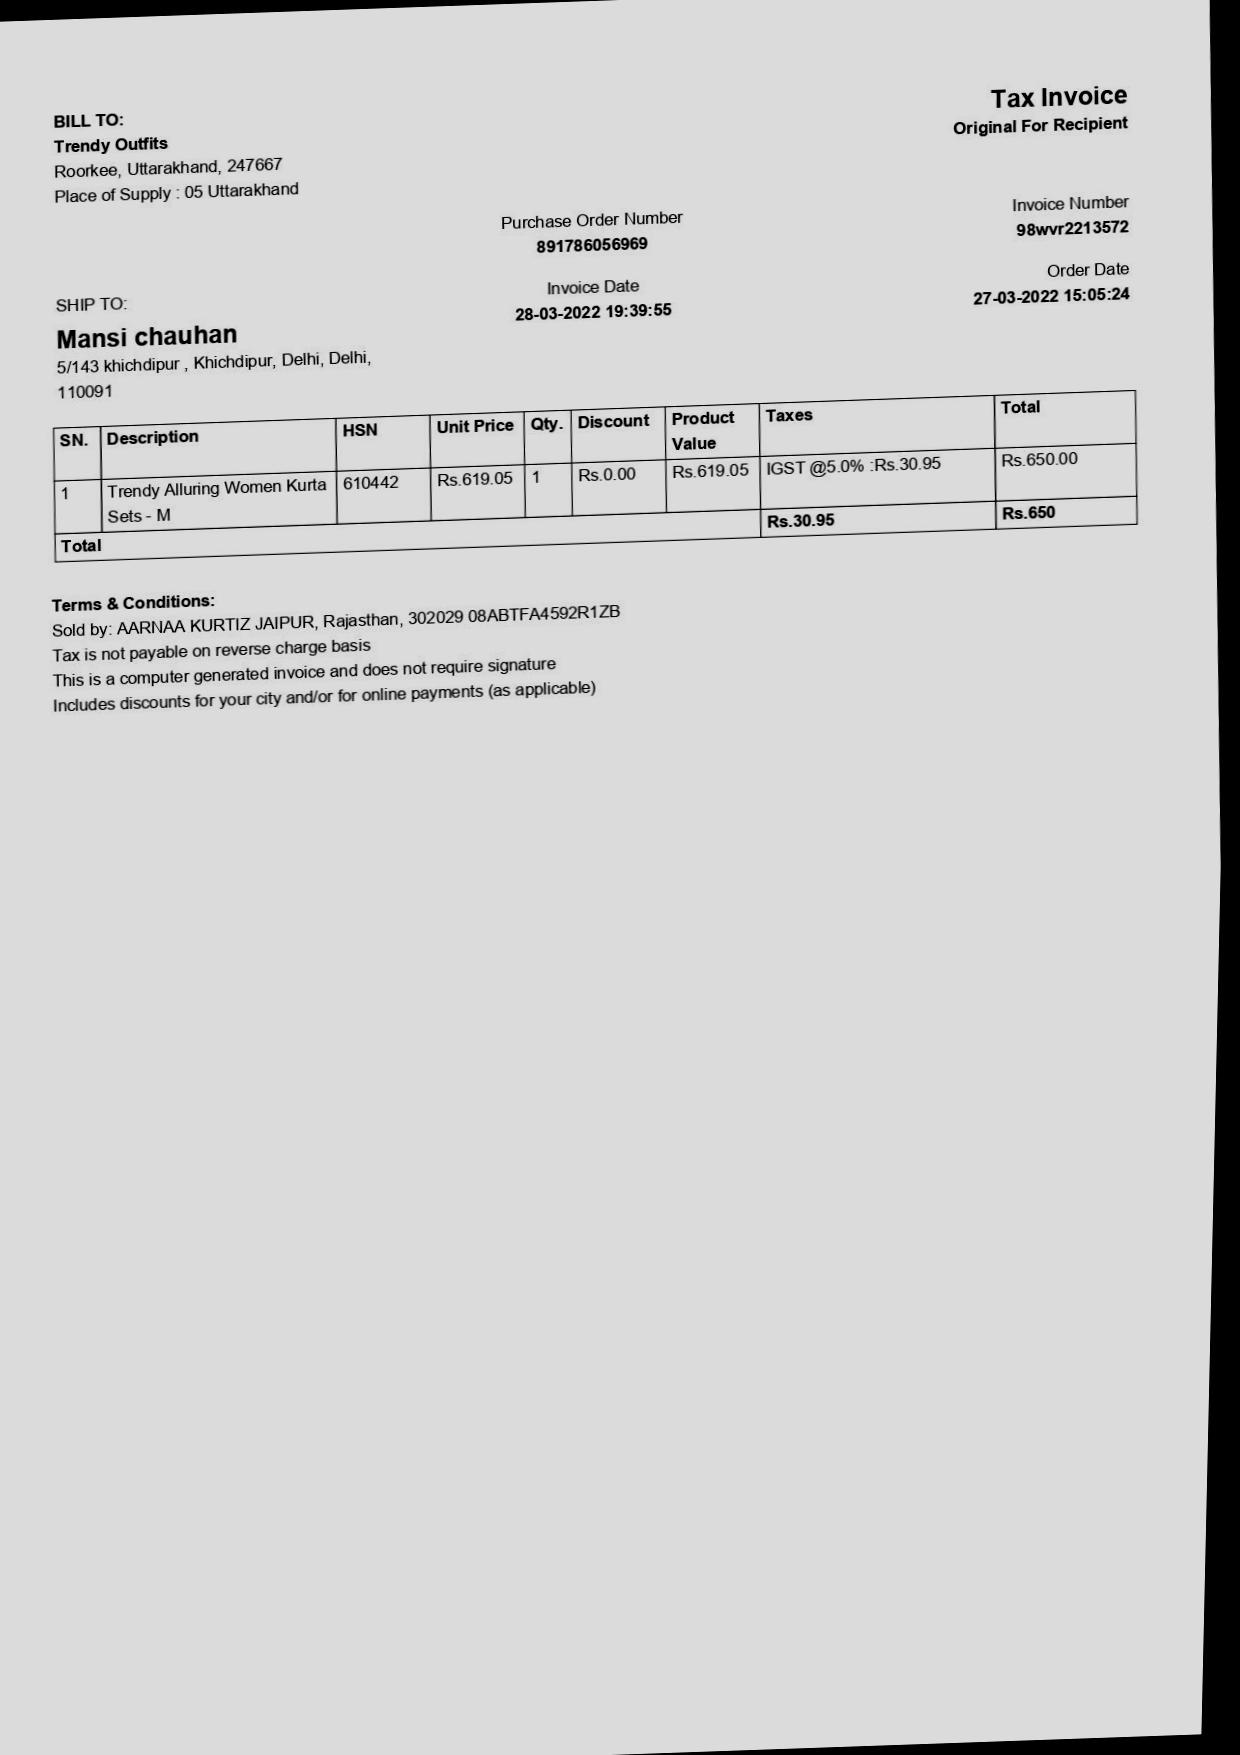 Tax Invoice
Original For Recipient
BILL TO:
Trendy Outfits
Roorkee, Uttarakhand, 247667
Place of Supply : 05 Uttarakhand
Purchase Order Number
891786056969
Invoice Number
98wvr2213572
Invoice Date
28-03-2022 19:39:55
Order Date
27-03-2022 15:05:24
SHIP TO:
Mansi chauhan
5/143 khichdipur , Khichdipur, Delhi, Delhi,
110091
SN. Description HSN Unit Price Qty. Discount Product Value Taxes Total
1 Trendy Alluring Women Kurta Sets - M 610442 Rs.619.05 1 Rs.0.00 Rs.619.05 IGST @5.0% :Rs.30.95 Rs.650.00
Total Rs.30.95 Rs.650
Terms & Conditions:
Sold by: AARNAA KURTIZ JAIPUR, Rajasthan, 302029 08ABTFA4592R1ZB
Tax is not payable on reverse charge basis
This is a computer generated invoice and does not require signature
Includes discounts for your city and/or for online payments (as applicable)